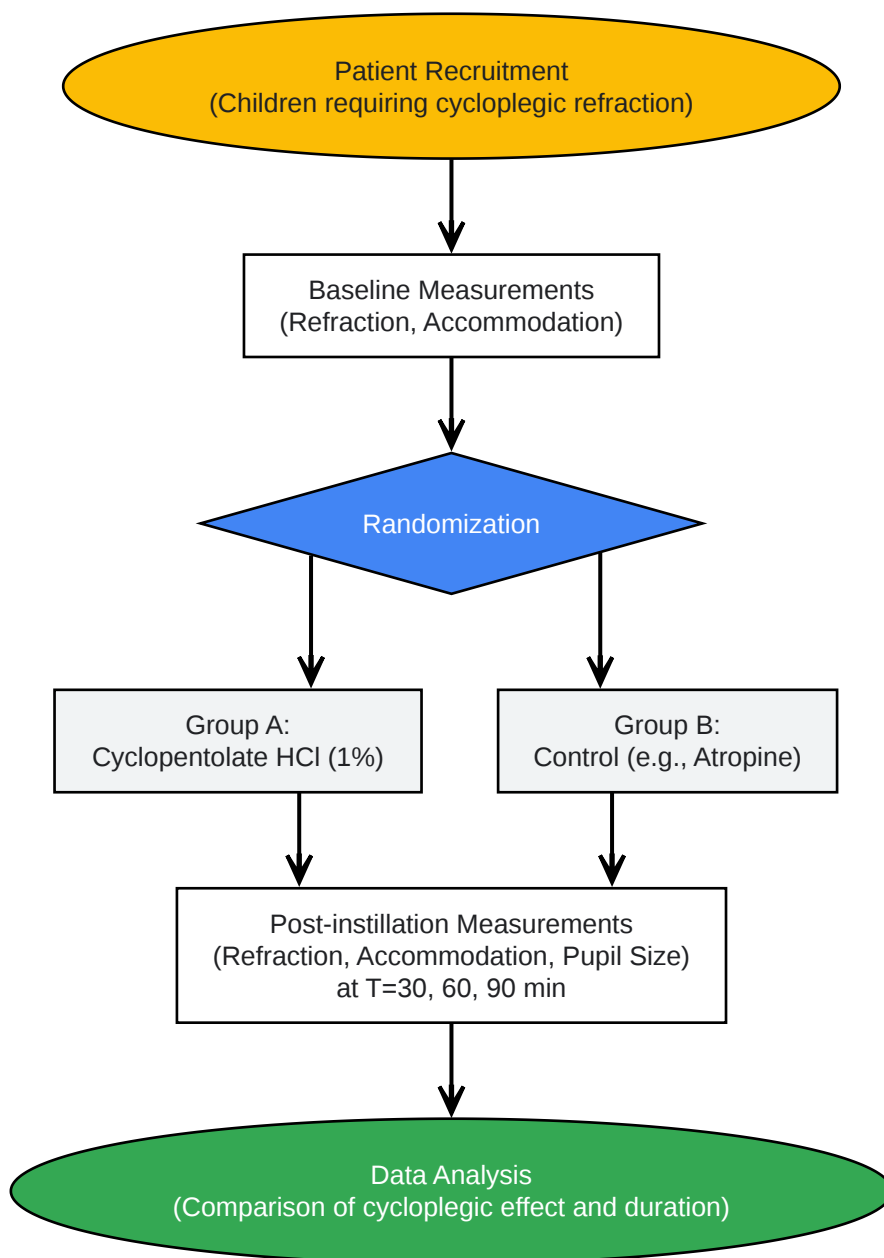 Patient Recruitment
(Children requiring cycloplegic refraction)
Baseline Measurements
(Refraction, Accommodation)
Randomization
Group A:
Cyclopentolate HCl (1%)
Group B:
Control (e.g., Atropine)
Post-instillation Measurements
(Refraction, Accommodation, Pupil Size)
at T=30, 60, 90 min
Data Analysis
(Comparison of cycloplegic effect and duration)